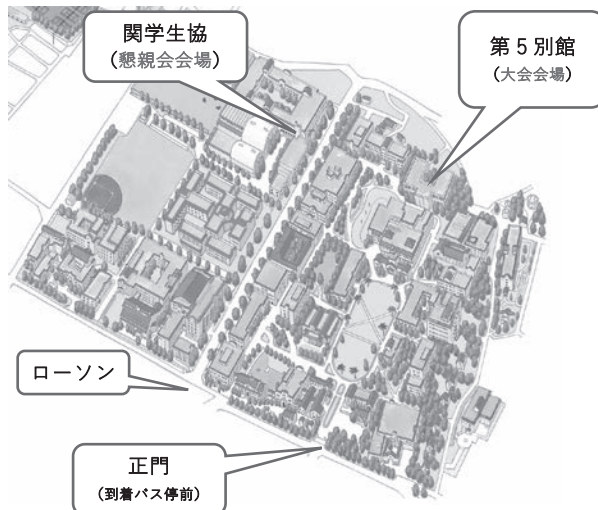 関学生協
（懇親会会場）
第５別館
（大会会場）
ローソン
正門
（到着バス停前）